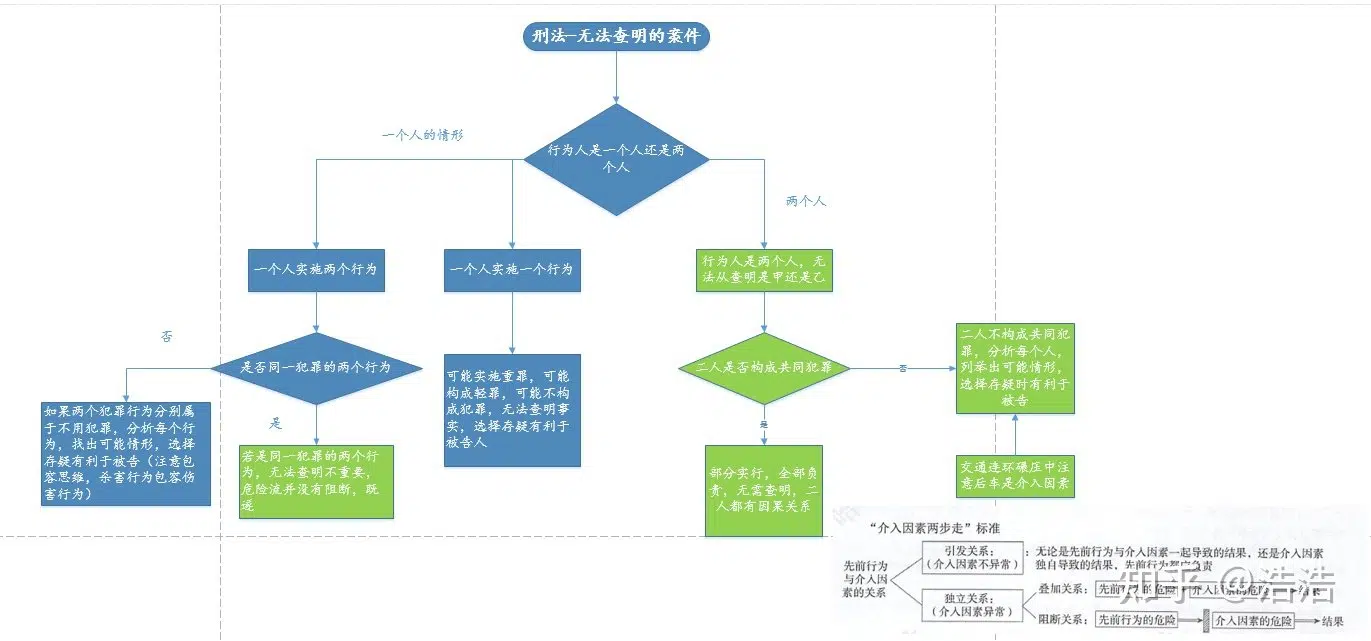 刑法—无法查明的案件
行为人是一个人还是两
个人
一个人的情形
两个人
一个人实施两个行为
一个人实施一个行为
行为人是两个人，无
法从查明是甲还是乙
否
是否同一犯罪的两个行为
是
如果两个犯罪行为分别属
于不用犯罪，分析每个行
为，找出可能情形，选择
存疑有利于被告（注意包
容思维，杀害行为包容伤
害行为）
若是同一犯罪的两个行
为，无法查明不重要，
危险流并没有阻断，既
遂
可能实施重罪，可能
构成轻罪，可能不构
成犯罪，无法查明事
实，选择存疑有利于
被告人
二人是否构成共同犯罪
否
是
部分实行，全部负
责，无需查明，二
人都有因果关系
二人不构成共同犯
罪，分析每个人，
列举出可能情形，
选择存疑时有利于
被告
交通连环碾压中注
意后车是介入因素
“介入因素两步走”标准
先前行为
与介入因
素的关系
引发关系：
（介入因素不异常）
：无论是先前行为与介入因素一起导致的结果，还是介入因素
独自导致的结果，先前行为都应负责
独立关系：
（介入因素异常）
叠加关系：
先前行为的危险
介入因素的危险
结果
阻断关系：
先前行为的危险
介入因素的危险
结果
知乎 @浩浩